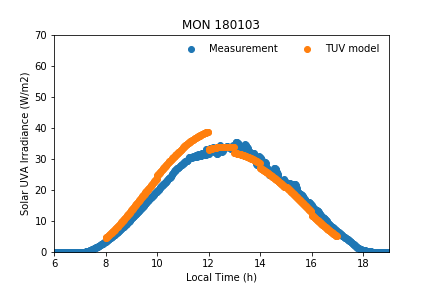 MON 180103
Measurement TUV model
70
60
50
40
30
20
10
0
Solar UVA Irradiance (W/m2)
6 8 10 12 14 16 18
Local Time (h)